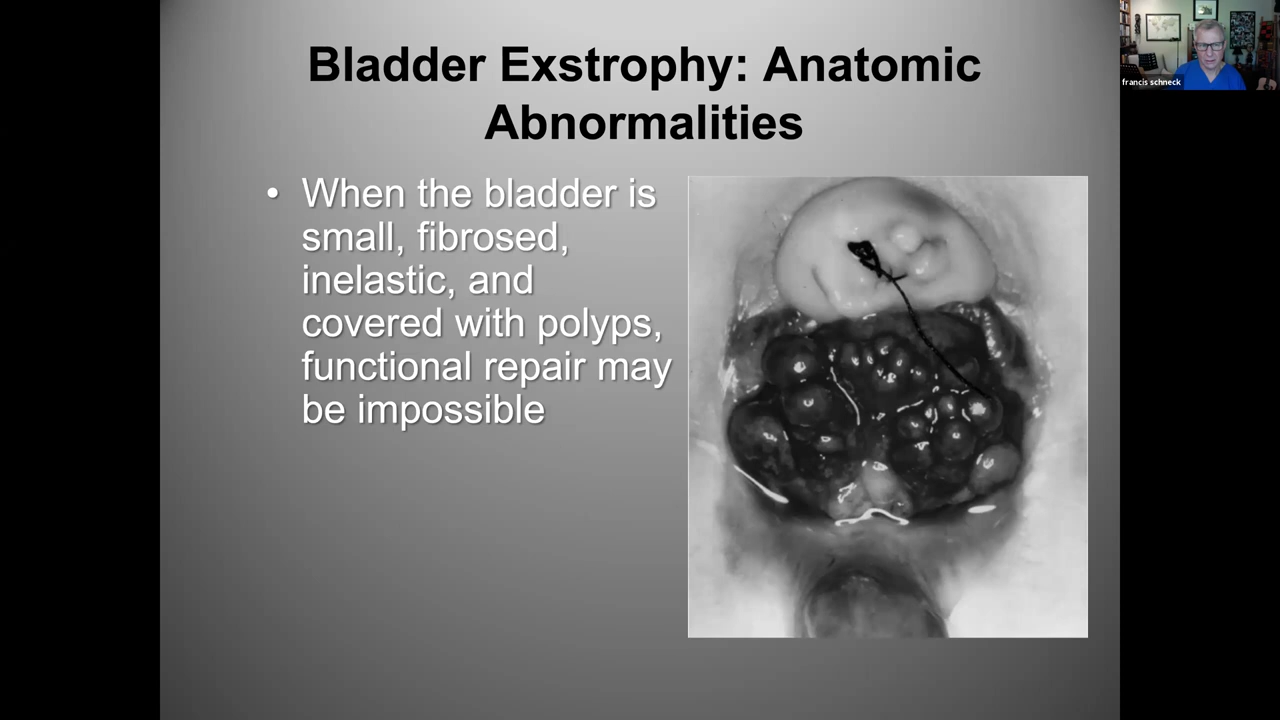 Bladder Exstrophy: Anatomic
Abnormalities
• When the bladder is
small, fibrosed,
inelastic, and
covered with polyps,
functional repair may
be impossible
francis schneck